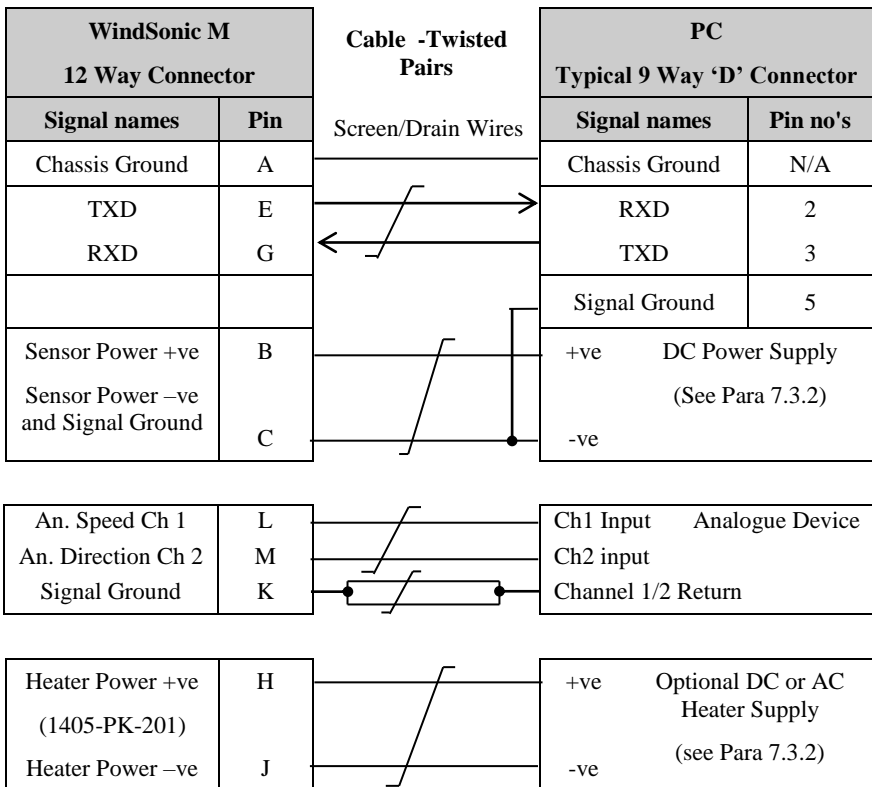 WindSonic M
12 Way Connector
Cable -Twisted
Pairs
PC
Typical 9 Way ‘D’ Connector
Signal names Pin
Screen/Drain Wires
Signal names Pin no's
Chassis Ground A
Chassis Ground N/A
TXD E
RXD 2
RXD G
TXD 3
Signal Ground 5
Sensor Power +ve B
+ve DC Power Supply
Sensor Power –ve
and Signal Ground
(See Para 7.3.2)
C
-ve
An. Speed Ch 1 L
Ch1 Input Analogue Device
An. Direction Ch 2 M
Ch2 input
Signal Ground K
Channel 1/2 Return
Heater Power +ve H
+ve Optional DC or AC
Heater Supply
(1405-PK-201)
(see Para 7.3.2)
Heater Power –ve J
-ve